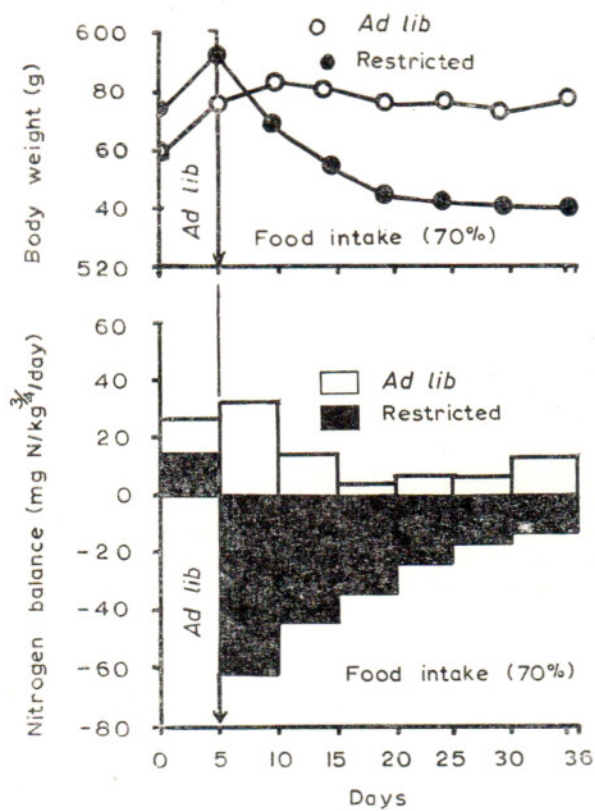 600
80
60
40
520
Body weight (g)
Ad lib
Restricted
Ad lib
Food intake (70%)
60
40
20
0
-20
-40
-60
-80
Nitrogen balance (mg N/kg¾/day)
Ad lib
Restricted
Ad lib
Food intake (70%)
0 5 10 15 20 25 30 36
Days